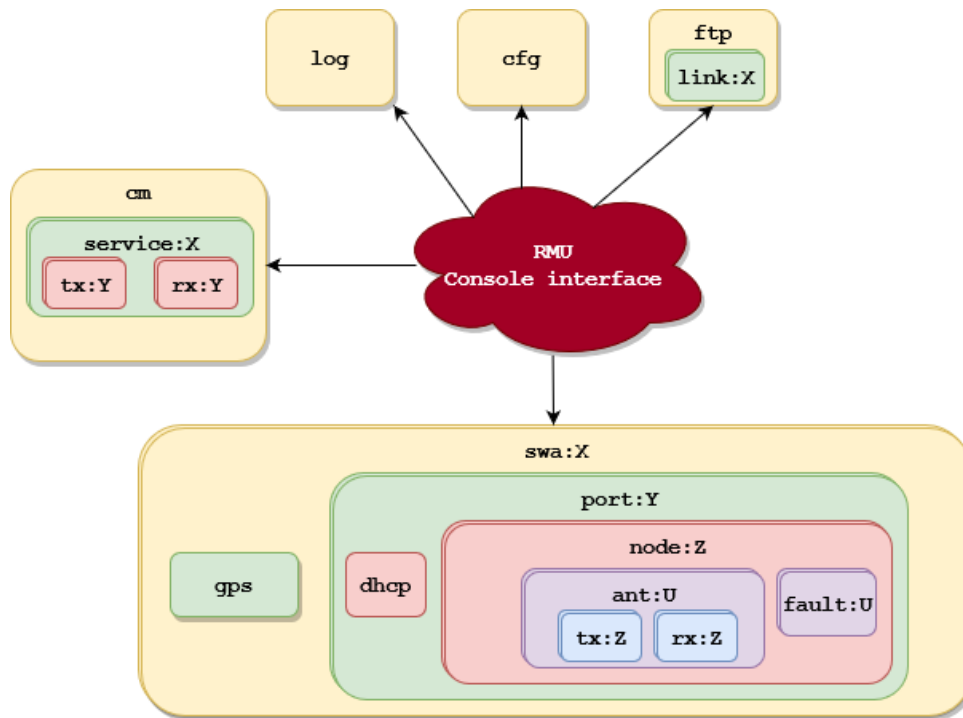 log
cfg
ftp
link:X
cm
service:X
tx:Y
rx:Y
RMU
Console interface
swa:X
port:Y
node:Z
gps
dhcp
ant:U
fault:U
tx:Z
rx:Z